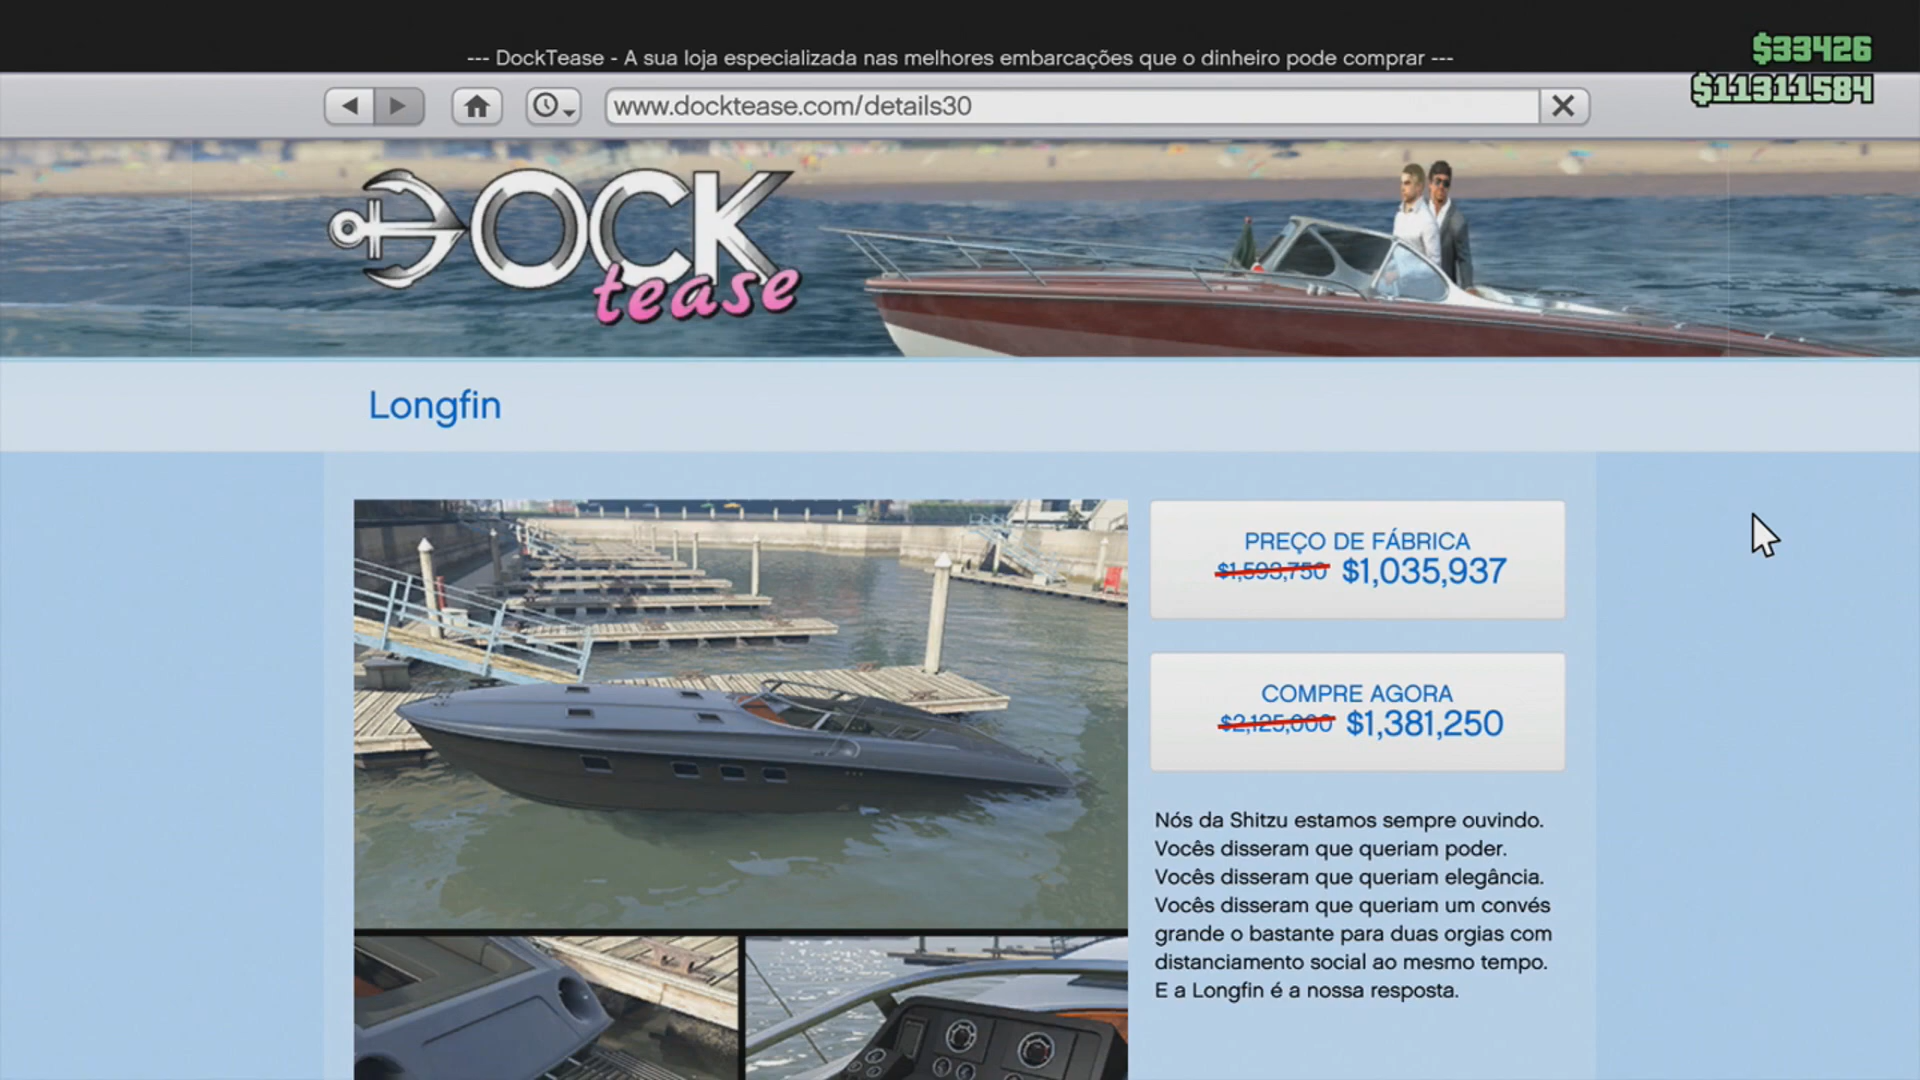 --- DockTease - A sua loja especializada nas melhores embarcações que o dinheiro pode comprar ---
$33426
$11311584
www.docktease.com/details30
DOCK
tease
Longfin
PREÇO DE FÁBRICA
$1,593,750 $1,035,937
COMPRE AGORA
$2,125,000 $1,381,250
Nós da Shitzu estamos sempre ouvindo.
Vocês disseram que queriam poder.
Vocês disseram que queriam elegância.
Vocês disseram que queriam um convés
grande o bastante para duas orgias com
distanciamento social ao mesmo tempo.
E a Longfin é a nossa resposta.